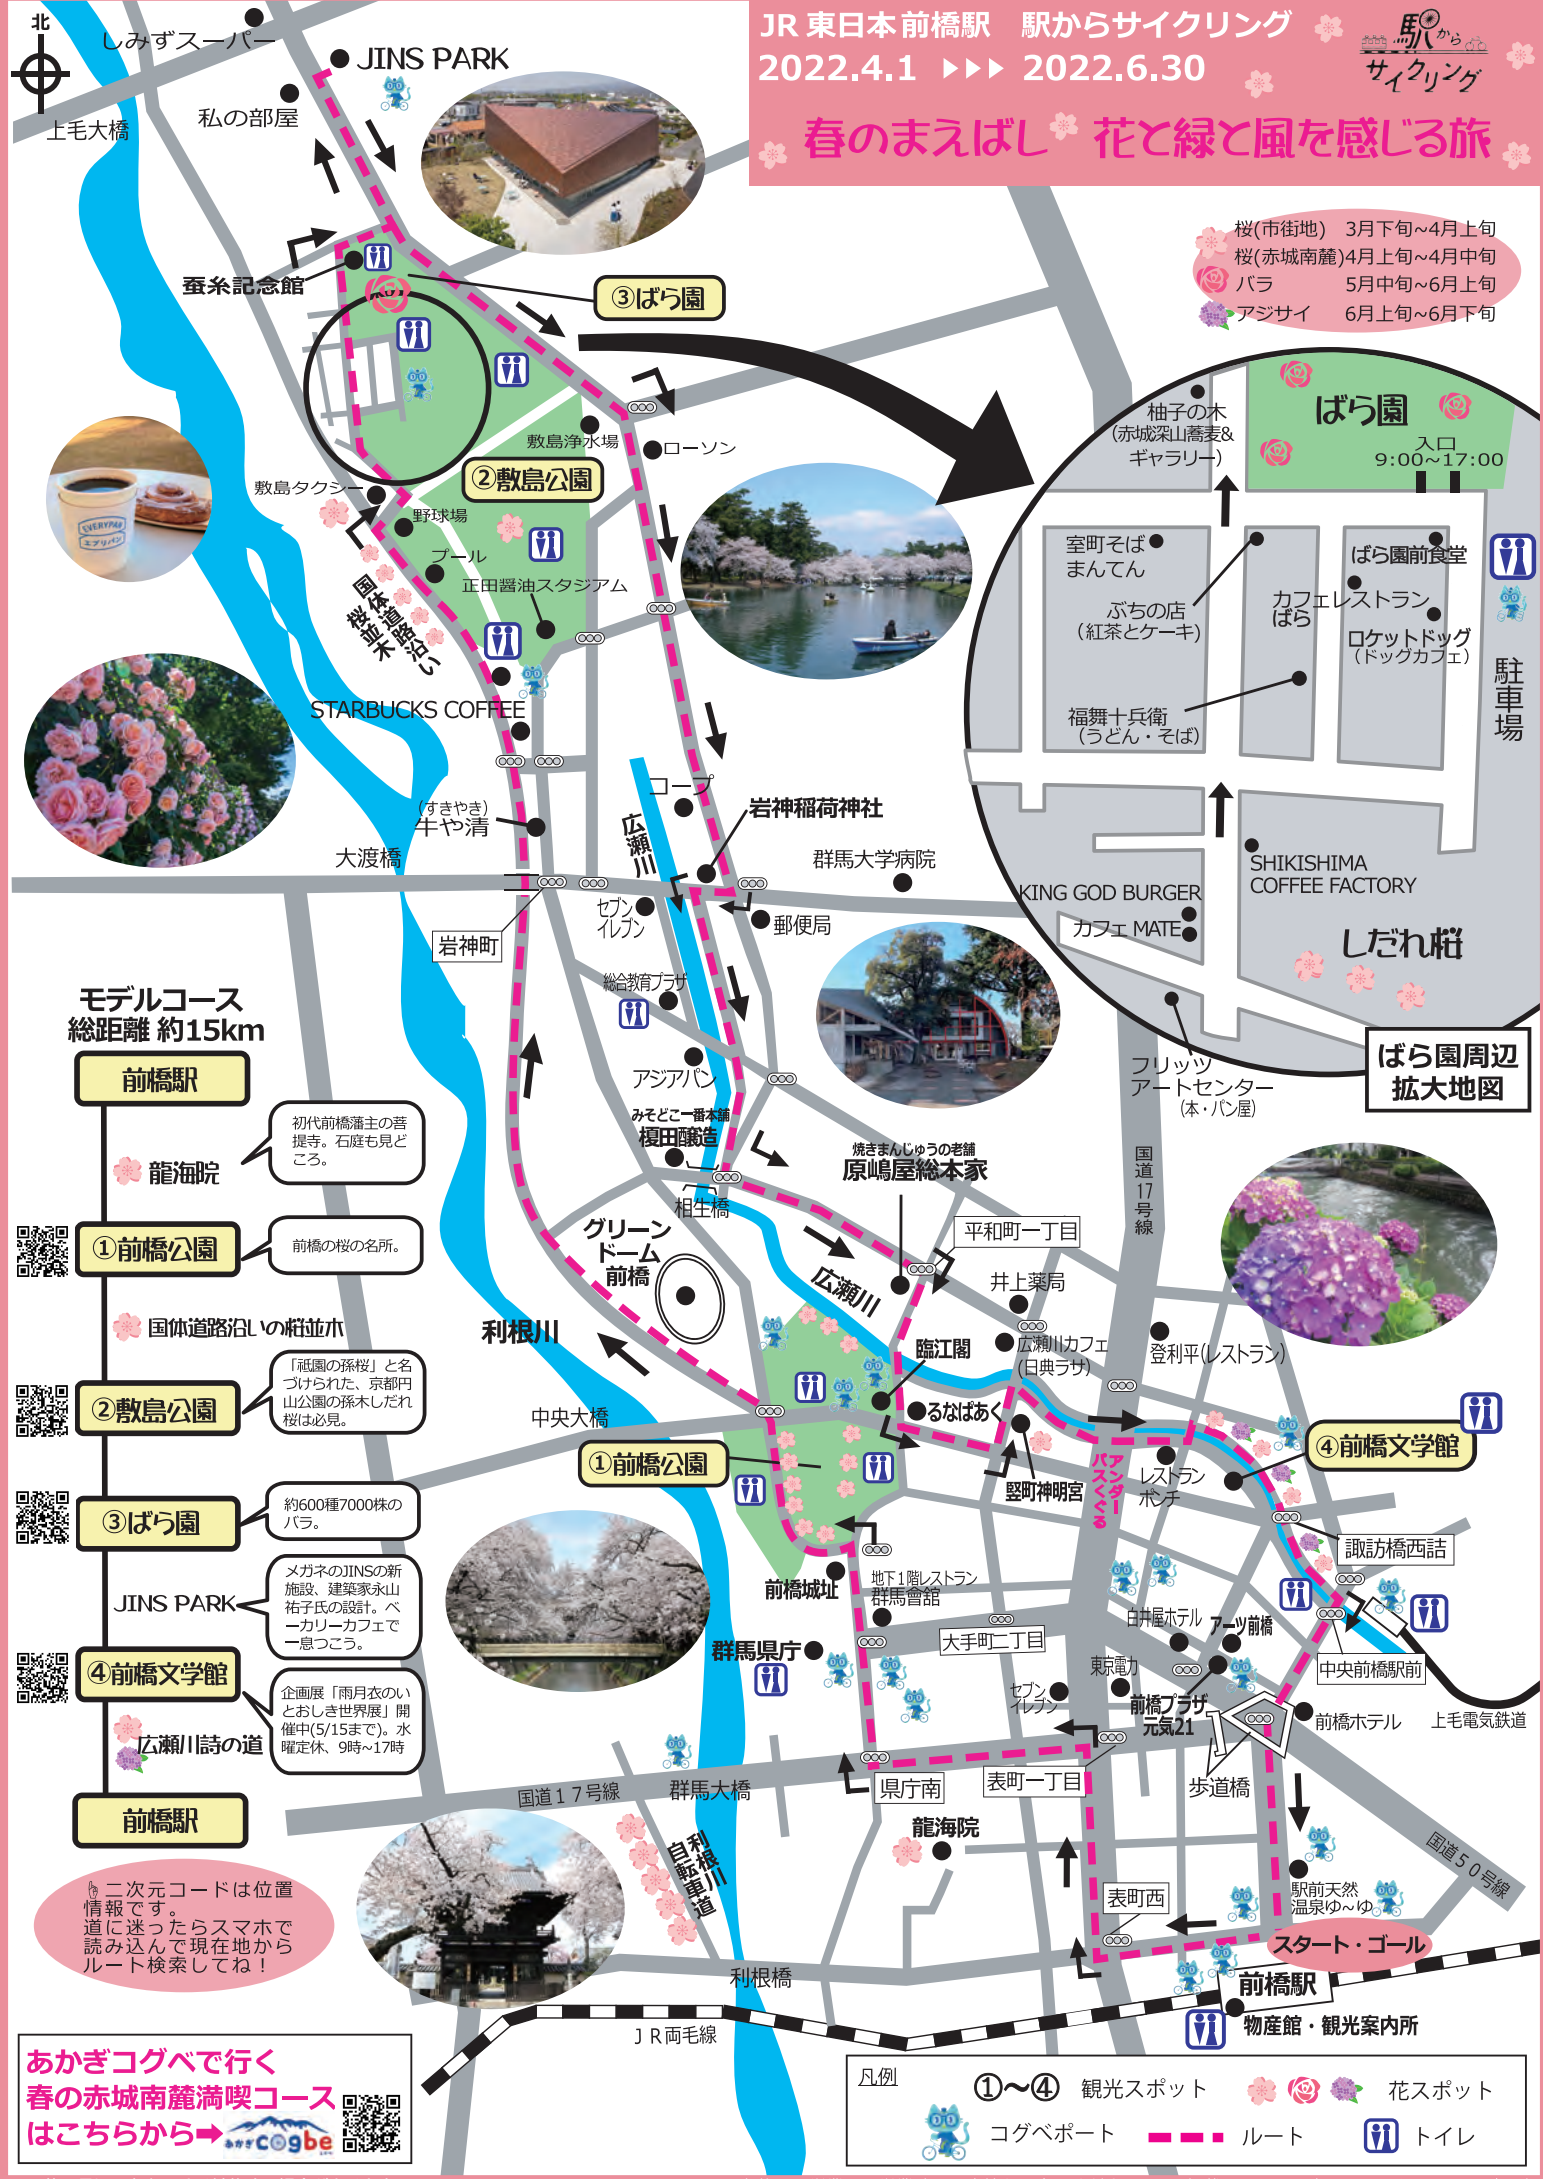 JR 東日本 前橋駅　駅からサイクリング
2022.4.1 ▶▶▶ 2022.6.30
駅から
サイクリング
春のまえばし 花と緑と風を感じる旅
北
しみずスーパー
JINS PARK
私の部屋
上毛大橋
桜(市街地)　3月下旬~4月上旬
桜(赤城南麓)4月上旬~4月中旬
バラ　5月中旬~6月上旬
アジサイ　6月上旬~6月下旬
蚕糸記念館
③ばら園
敷島浄水場
ローソン
②敷島公園
敷島タクシー
野球場
プール
正田醤油スタジアム
国体道路沿い
桜並木
EVERYPAN
エブリパン
STARBUCKS COFFEE
柚子の木
(赤城深山蕎麦&
ギャラリー)
ばら園
入口
9:00~17:00
室町そば
まんてん
ばら園前食堂
ぶちの店
(紅茶とケーキ)
カフェレストラン
ばら
ロケットドッグ
(ドッグカフェ)
駐車場
福舞十兵衛
(うどん・そば)
SHIKISHIMA
COFFEE FACTORY
KING GOD BURGER
カフェ MATE
しだれ桜
フリッツ
アートセンター
(本・パン屋)
ばら園周辺
拡大地図
(すきやき)
牛や清
コープ
広瀬川
岩神稲荷神社
大渡橋
群馬大学病院
セブン
イレブン
郵便局
岩神町
総合教育プラザ
アジアパン
みそどこ一番本舗
榎田醸造
相生橋
焼きまんじゅうの老舗
原嶋屋総本家
国道17号線
平和町一丁目
グリーン
ドーム
前橋
広瀬川
井上薬局
利根川
臨江閣
広瀬川カフェ
(日典ラサ)
登利平(レストラン)
中央大橋
るなぱあく
①前橋公園
竪町神明宮
アンダー
パスくぐる
レストラン
ポンチ
④前橋文学館
諏訪橋西詰
前橋城址
地下1階レストラン
群馬會舘
白井屋ホテル
アーツ前橋
大手町二丁目
群馬県庁
中央前橋駅前
東京電力
セブン
イレブン
前橋プラザ
元気21
前橋ホテル
上毛電気鉄道
歩道橋
国道17号線
群馬大橋
県庁南
表町一丁目
龍海院
利根川
自転車道
国道50号線
表町西
駅前天然
温泉ゆ~ゆ
スタート・ゴール
利根橋
前橋駅
物産館・観光案内所
JR両毛線
モデルコース
総距離 約15km
前橋駅
龍海院
初代前橋藩主の菩
提寺。石庭も見ど
ころ。
①前橋公園
前橋の桜の名所。
国体道路沿いの桜並木
②敷島公園
「祇園の孫桜」と名
づけられた、京都円
山公園の孫木しだれ
桜は必見。
③ばら園
約600種7000株の
バラ。
JINS PARK
メガネのJINSの新
施設、建築家永山
祐子氏の設計。ベ
ーカリーカフェで
一息つこう。
④前橋文学館
企画展「雨月衣のい
とおしき世界展」開
催中(5/15まで)。水
曜定休、9時~17時
広瀬川詩の道
前橋駅
二次元コードは位置
情報です。
道に迷ったらスマホで
読み込んで現在地から
ルート検索してね！
あかぎコグベで行く
春の赤城南麓満喫コース
はこちらから➡
あかぎcogbe
凡例
①～④　観光スポット
花スポット
コグベポート
ルート
トイレ